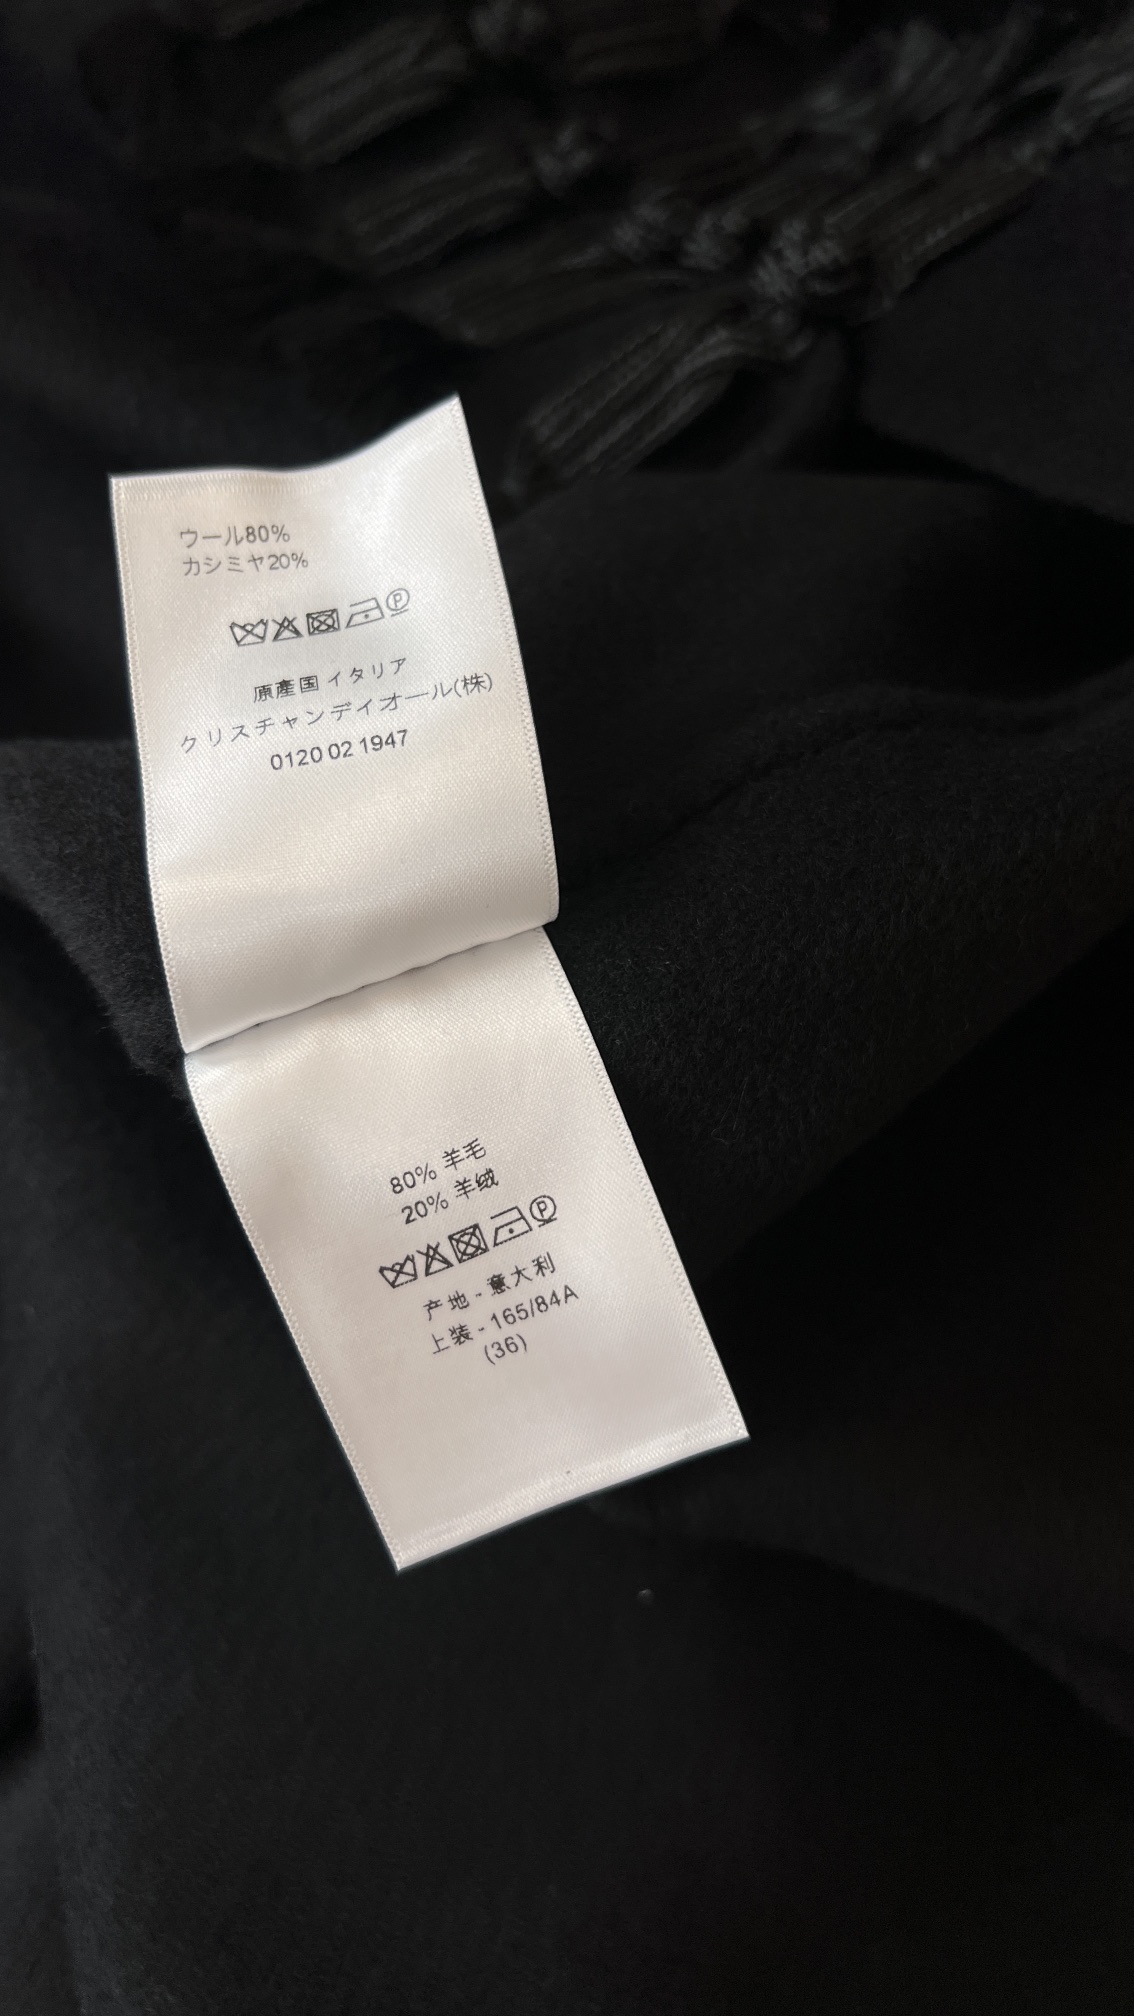 ウール80%
カシミヤ20%
P
原産国 イタリア
クリスチャンディオール(株)
0120 02 1947
80% 羊毛
20% 羊绒
P
产地 - 意大利
上装 - 165/84A
(36)